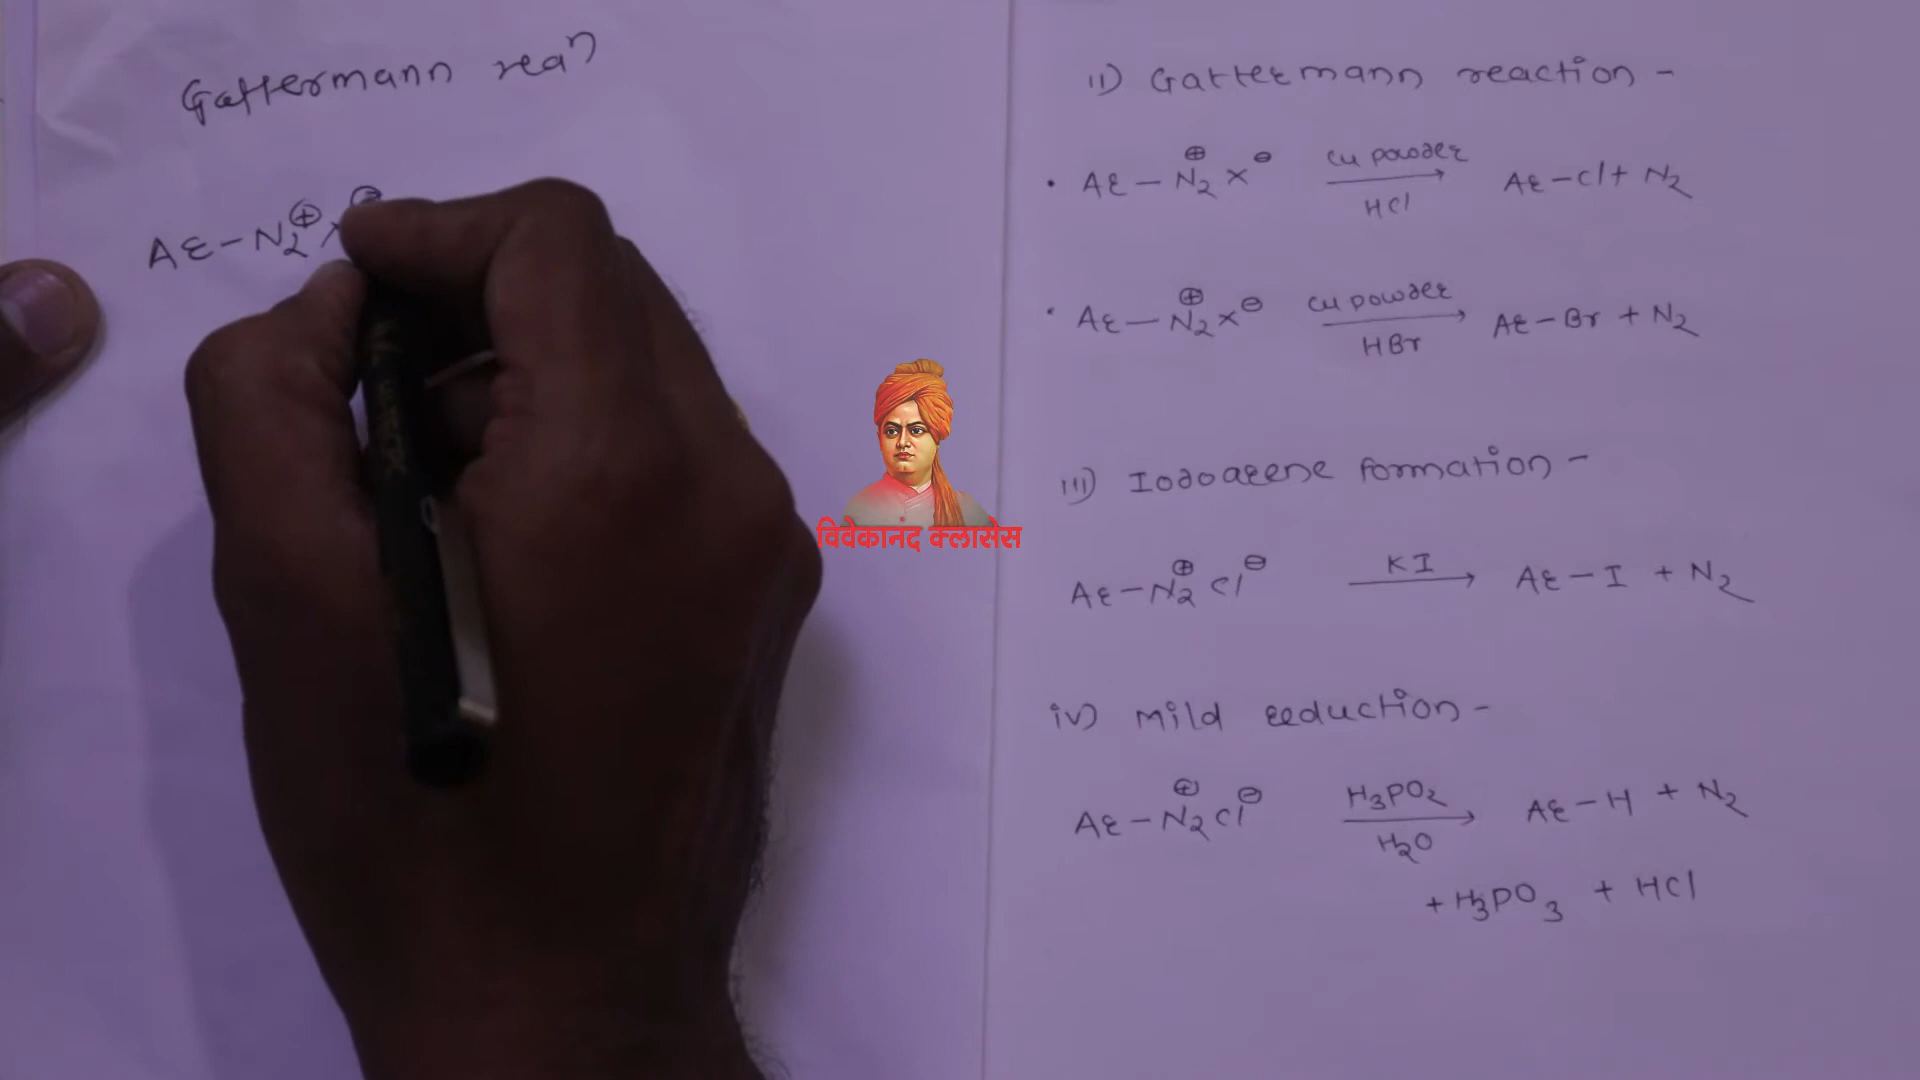 Gattermann rea^n
Ar-N₂^⊕ X^⊖
विवेकानद क्लासेस
ii) Gattermann reaction -
• Ar-N₂^⊕ X^⊖ Cu powder → HCl Ar-Cl + N₂
• Ar-N₂^⊕ X^⊖ Cu powder → HBr Ar-Br + N₂
iii) Iodoarene formation -
Ar-N₂^⊕ Cl^⊖ KI → Ar-I + N₂
iv) Mild reduction -
Ar-N₂^⊕ Cl^⊖ H₃PO₂ → H₂O Ar-H + N₂
+ H₃PO₃ + HCl